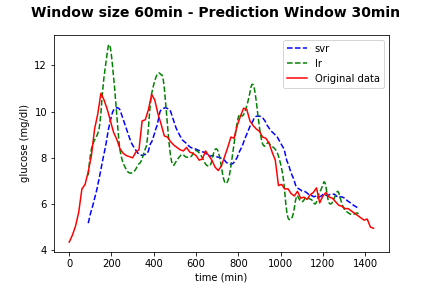 Window size 60min - Prediction Window 30min
svr
lr
Original data
glucose (mg/dl)
12
10
8
6
4
0
200
400
600
800
1000
1200
1400
time (min)